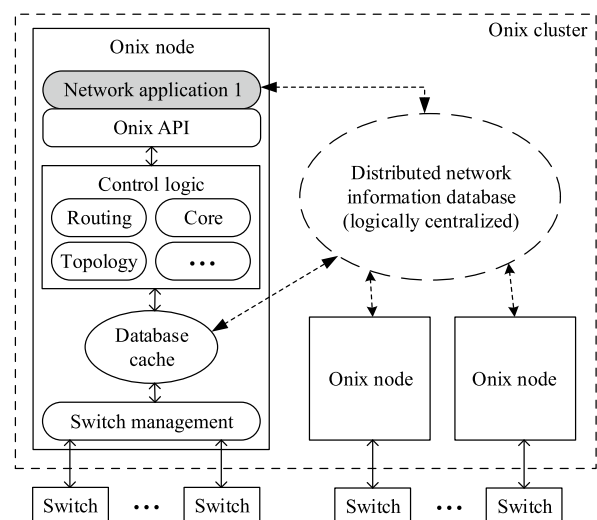 Onix cluster
Onix node
Network application 1
Onix API
Control logic
Routing
Core
Topology
•••
Database
cache
Switch management
Distributed network
information database
(logically centralized)
Onix node
Onix node
Switch ••• Switch
Switch ••• Switch